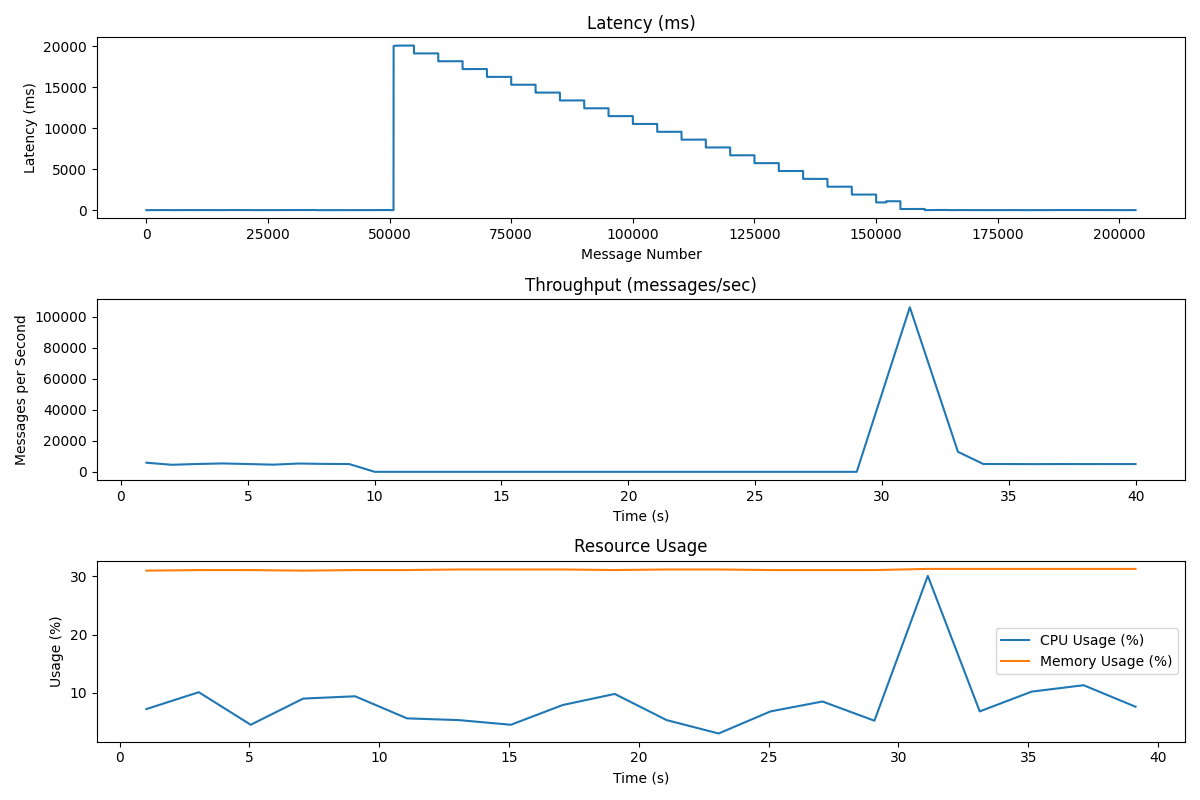 Latency (ms)
20000
15000
10000
5000
0
Latency (ms)
0 25000 50000 75000 100000 125000 150000 175000 200000
Message Number
Throughput (messages/sec)
100000
80000
60000
40000
20000
0
Messages per Second
0 5 10 15 20 25 30 35 40
Time (s)
Resource Usage
30
20
10
Usage (%)
CPU Usage (%)
Memory Usage (%)
0 5 10 15 20 25 30 35 40
Time (s)